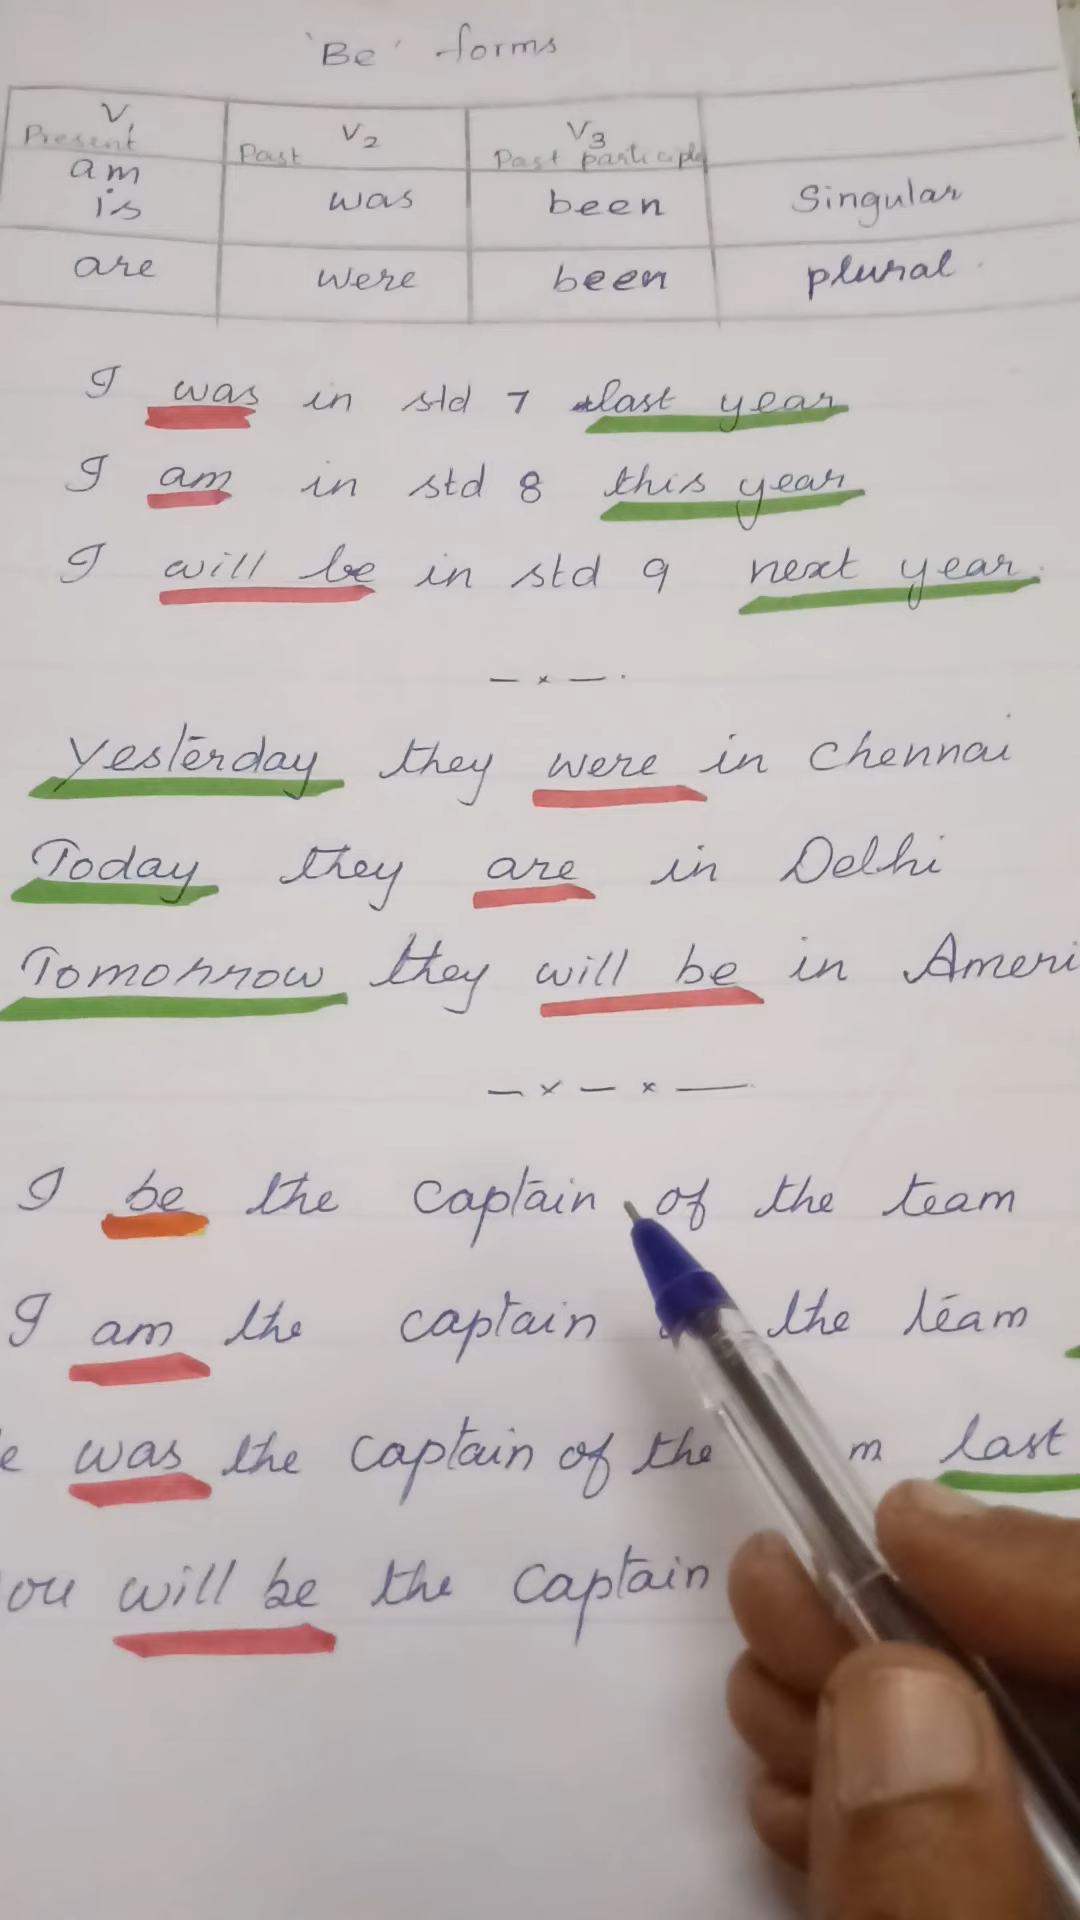 'Be' forms
V1 V2 V3
Present Past Past participle
am
is was been Singular
are were been plural
I was in std 7 last year
I am in std 8 this year
I will be in std 9 next year.
Yesterday they were in Chennai
Today they are in Delhi
Tomorrow they will be in Ameri
I be the captain of the team
I am the captain the team
e was the captain of the m last
ou will be the captain